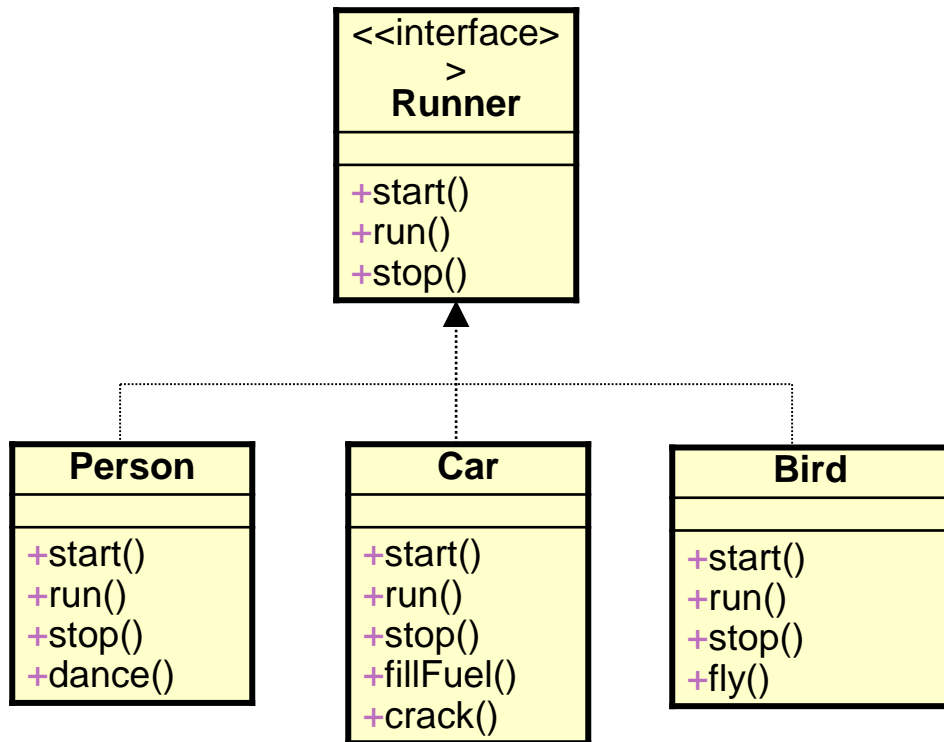 <<interface>
>
Runner
+start()
+run()
+stop()
Person
+start()
+run()
+stop()
+dance()
Car
+start()
+run()
+stop()
+fillFuel()
+crack()
Bird
+start()
+run()
+stop()
+fly()